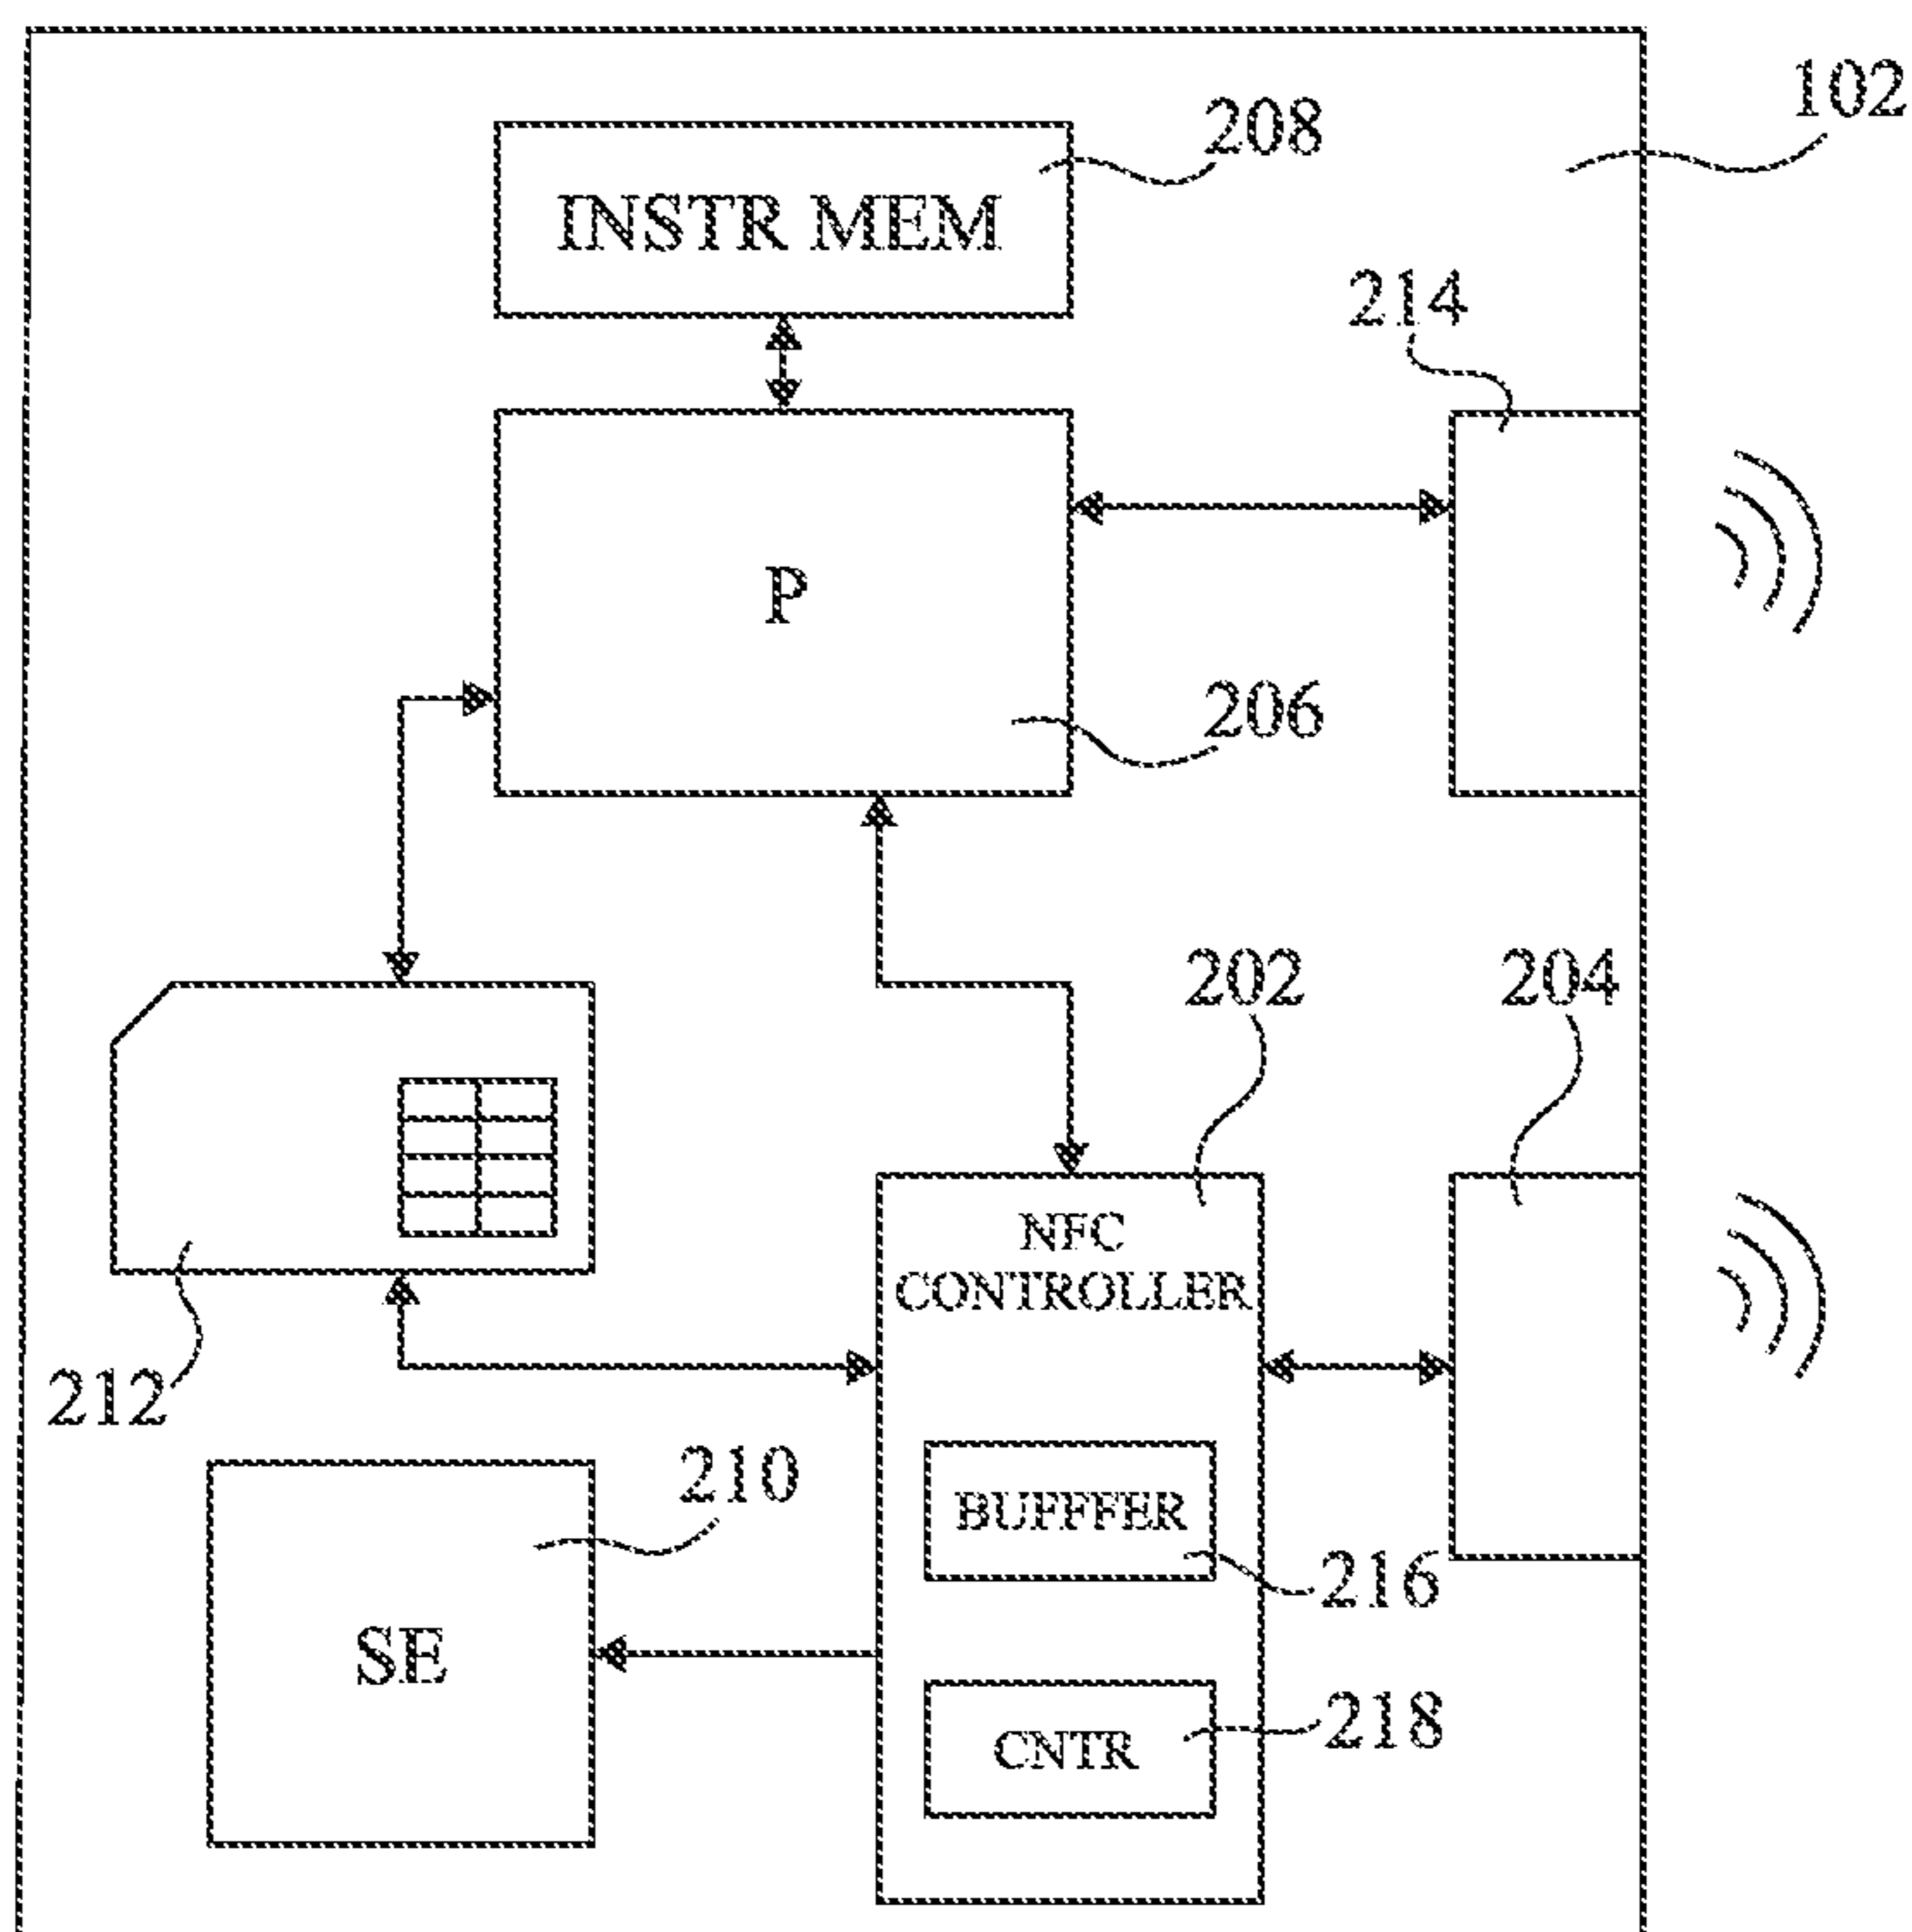 102
208
INSTR MEM
214
P
206
202
204
NFC
CONTROLLER
212
210
BUFFFER
216
SE
218
CNTR